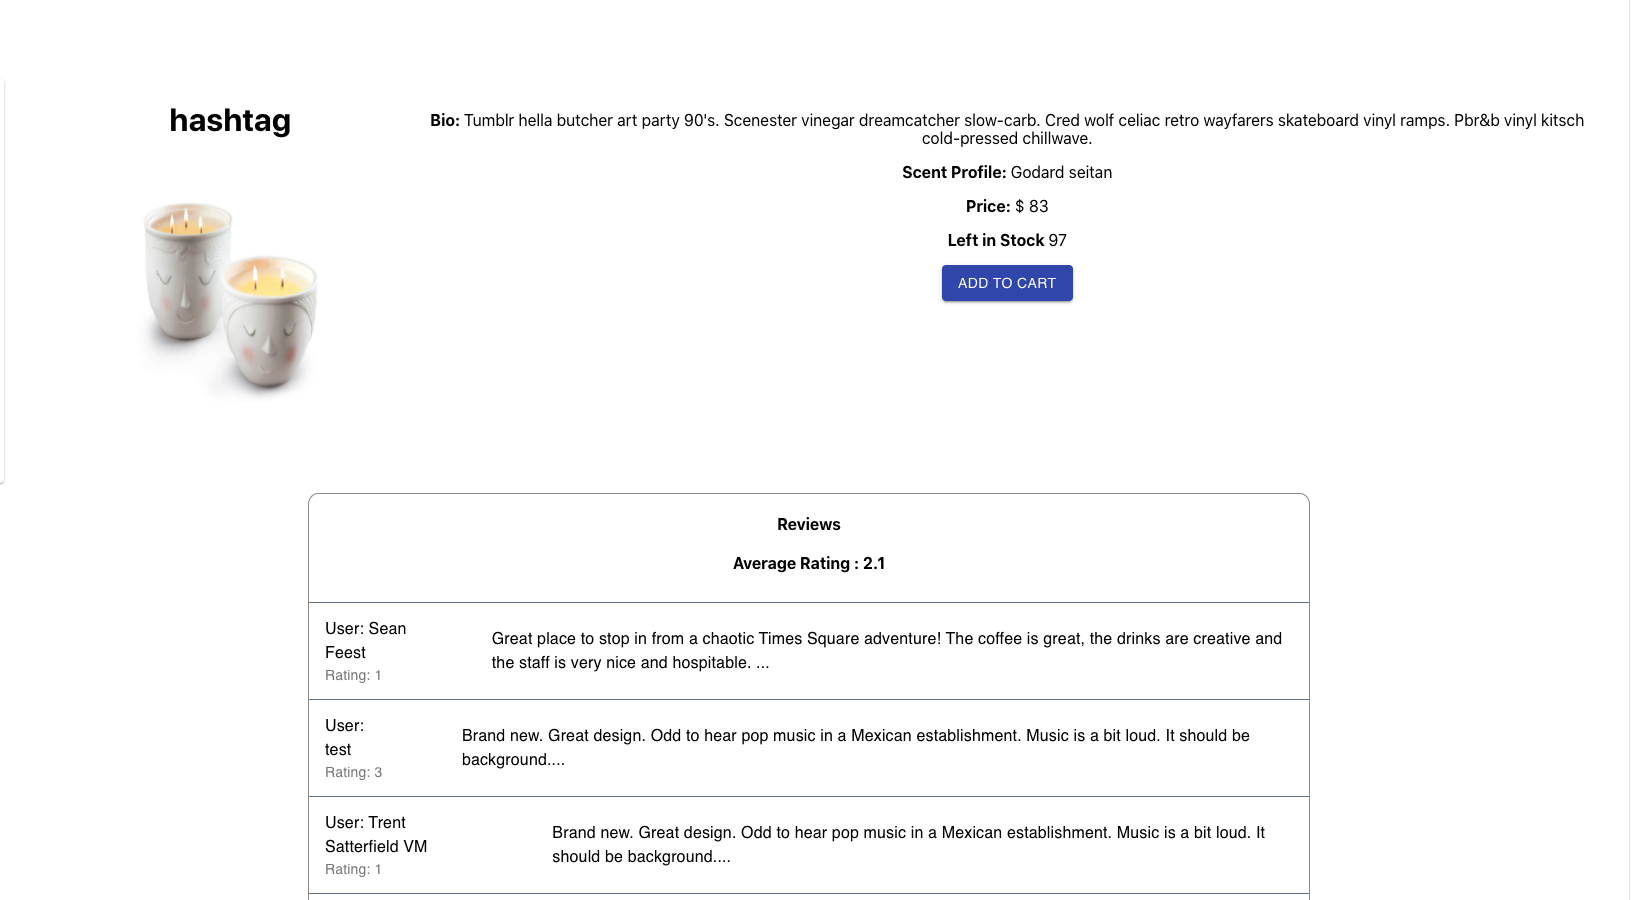 hashtag
Bio: Tumblr hella butcher art party 90's. Scenester vinegar dreamcatcher slow-carb. Cred wolf celiac retro wayfarers skateboard vinyl ramps. Pbr&b vinyl kitsch
cold-pressed chillwave.
Scent Profile: Godard seitan
Price: $ 83
Left in Stock 97
ADD TO CART
Reviews
Average Rating : 2.1
User: Sean
Feest
Rating: 1
Great place to stop in from a chaotic Times Square adventure! The coffee is great, the drinks are creative and
the staff is very nice and hospitable. ...
User:
test
Rating: 3
Brand new. Great design. Odd to hear pop music in a Mexican establishment. Music is a bit loud. It should be
background....
User: Trent
Satterfield VM
Rating: 1
Brand new. Great design. Odd to hear pop music in a Mexican establishment. Music is a bit loud. It
should be background....